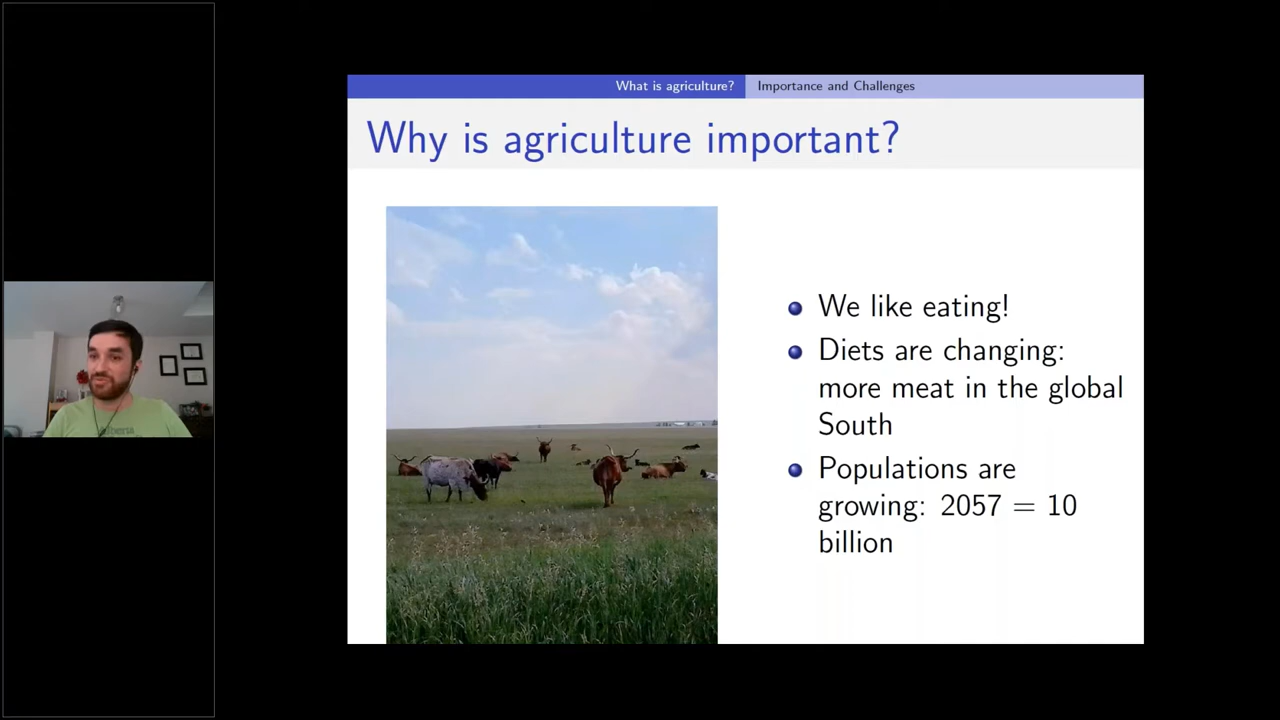 What is agriculture? Importance and Challenges
Why is agriculture important?
We like eating!
Diets are changing:
more meat in the global
South
Populations are
growing: 2057 = 10
billion